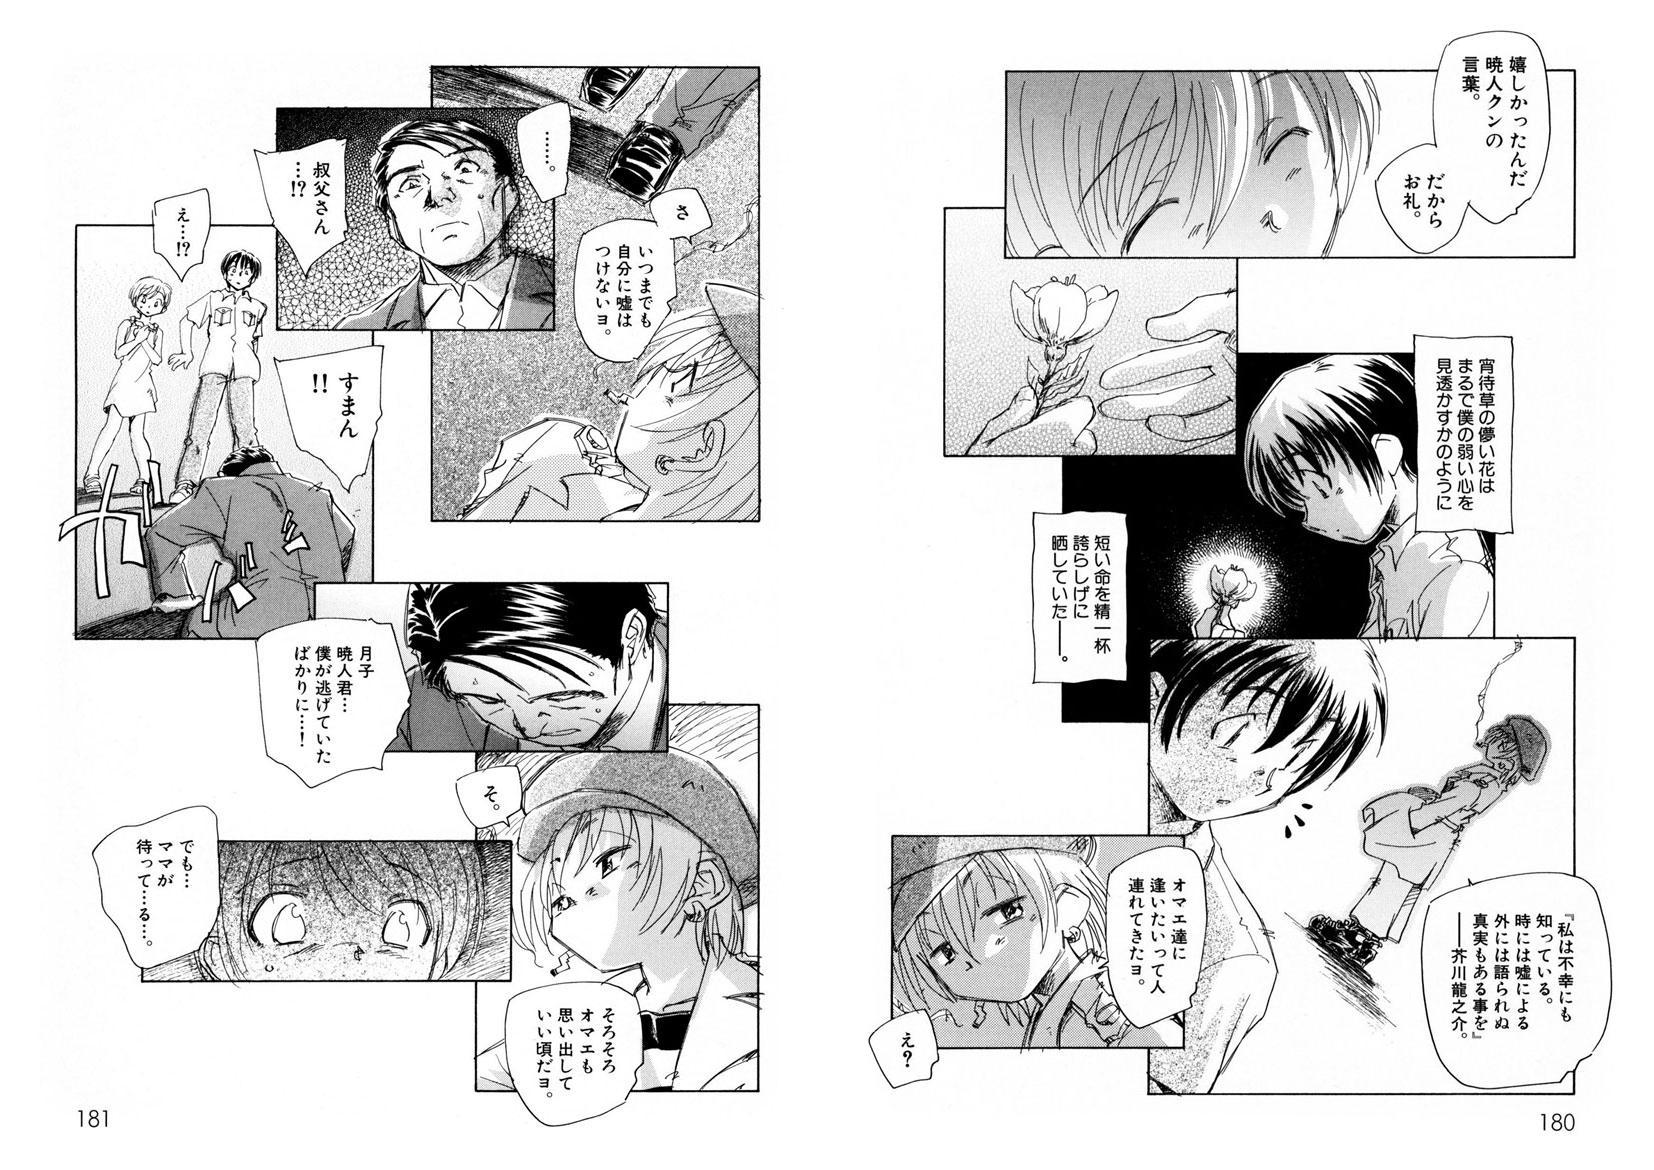 嬉しかったんだ
暁人クンの
言葉。
だから
お礼。
宵待草の儚い花は
まるで僕の弱い心を
見透かすかのように
短い命を精一杯
誇らしげに
晒していた――。
『私は不幸にも
知っている。
時には嘘による
外には語られぬ
真実もある事を』
――芥川龍之介。
オマエ達に
逢いたいって人
連れてきたヨ。
え？
180
さ
いつまでも
自分に嘘は
つけないヨ。
……。
叔父さん
…!?
え…!?
すまん
!!
ガバッ
月子
暁人君…
僕が逃げていた
ばかりに…！
そ。
そろそろ
オマエも
思い出して
いい頃だヨ。
でも…
ママが
待って…る…。
181